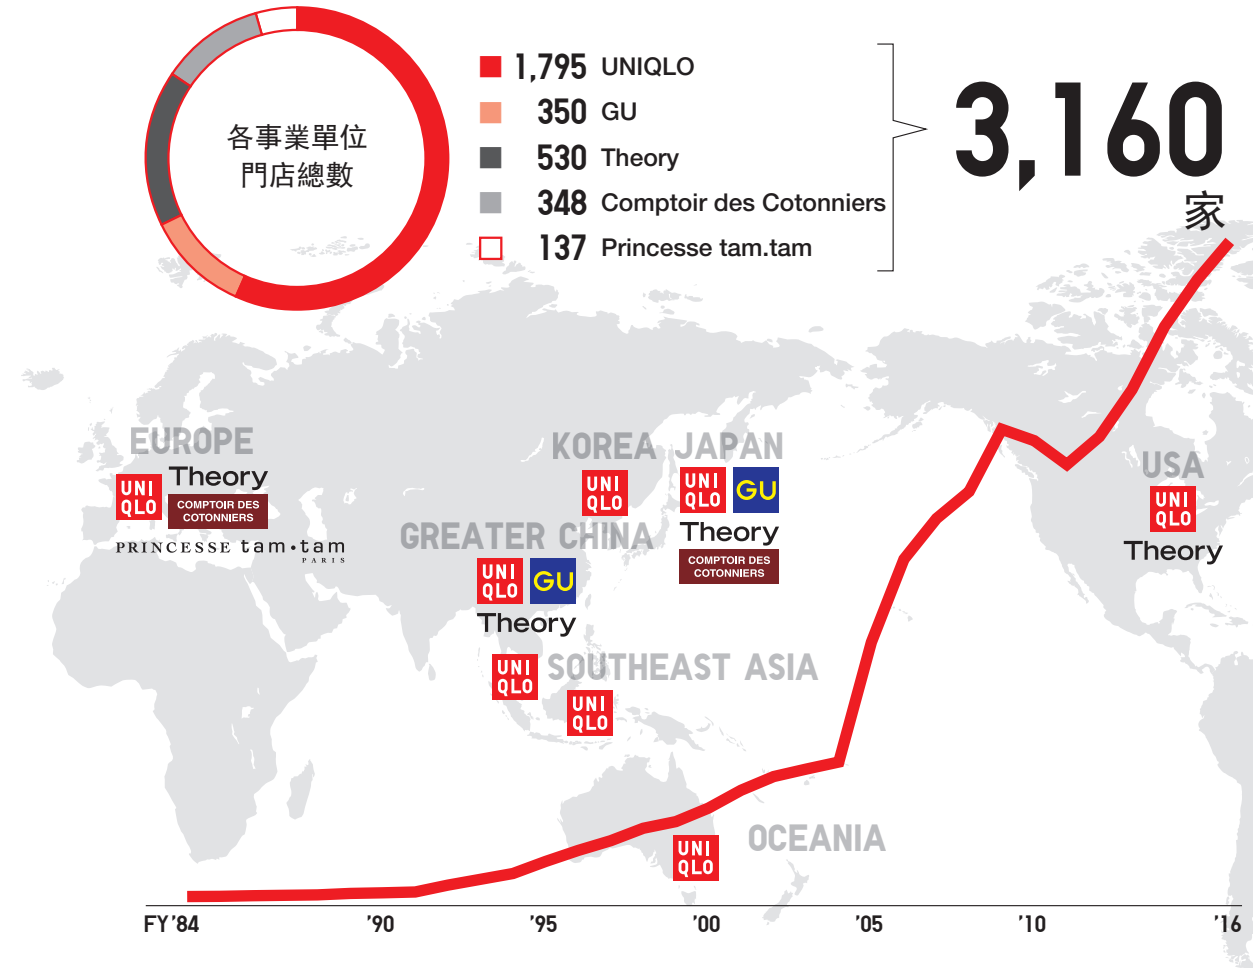 各事業單位
門店總數
1,795 UNIQLO
350 GU
530 Theory
348 Comptoir des Cotonniers
137 Princesse tam.tam
3,160
家
EUROPE
UNI
QLO
Theory
COMPTOIR DES
COTONNIERS
PRINCESSE tam•tam
PARIS
KOREA
UNI
QLO
JAPAN
UNI
QLO
GU
Theory
COMPTOIR DES
COTONNIERS
USA
UNI
QLO
Theory
GREATER CHINA
UNI
QLO
GU
Theory
SOUTHEAST ASIA
UNI
QLO
UNI
QLO
OCEANIA
UNI
QLO
FY’84 ’90 ’95 ’00 ’05 ’10 ’16